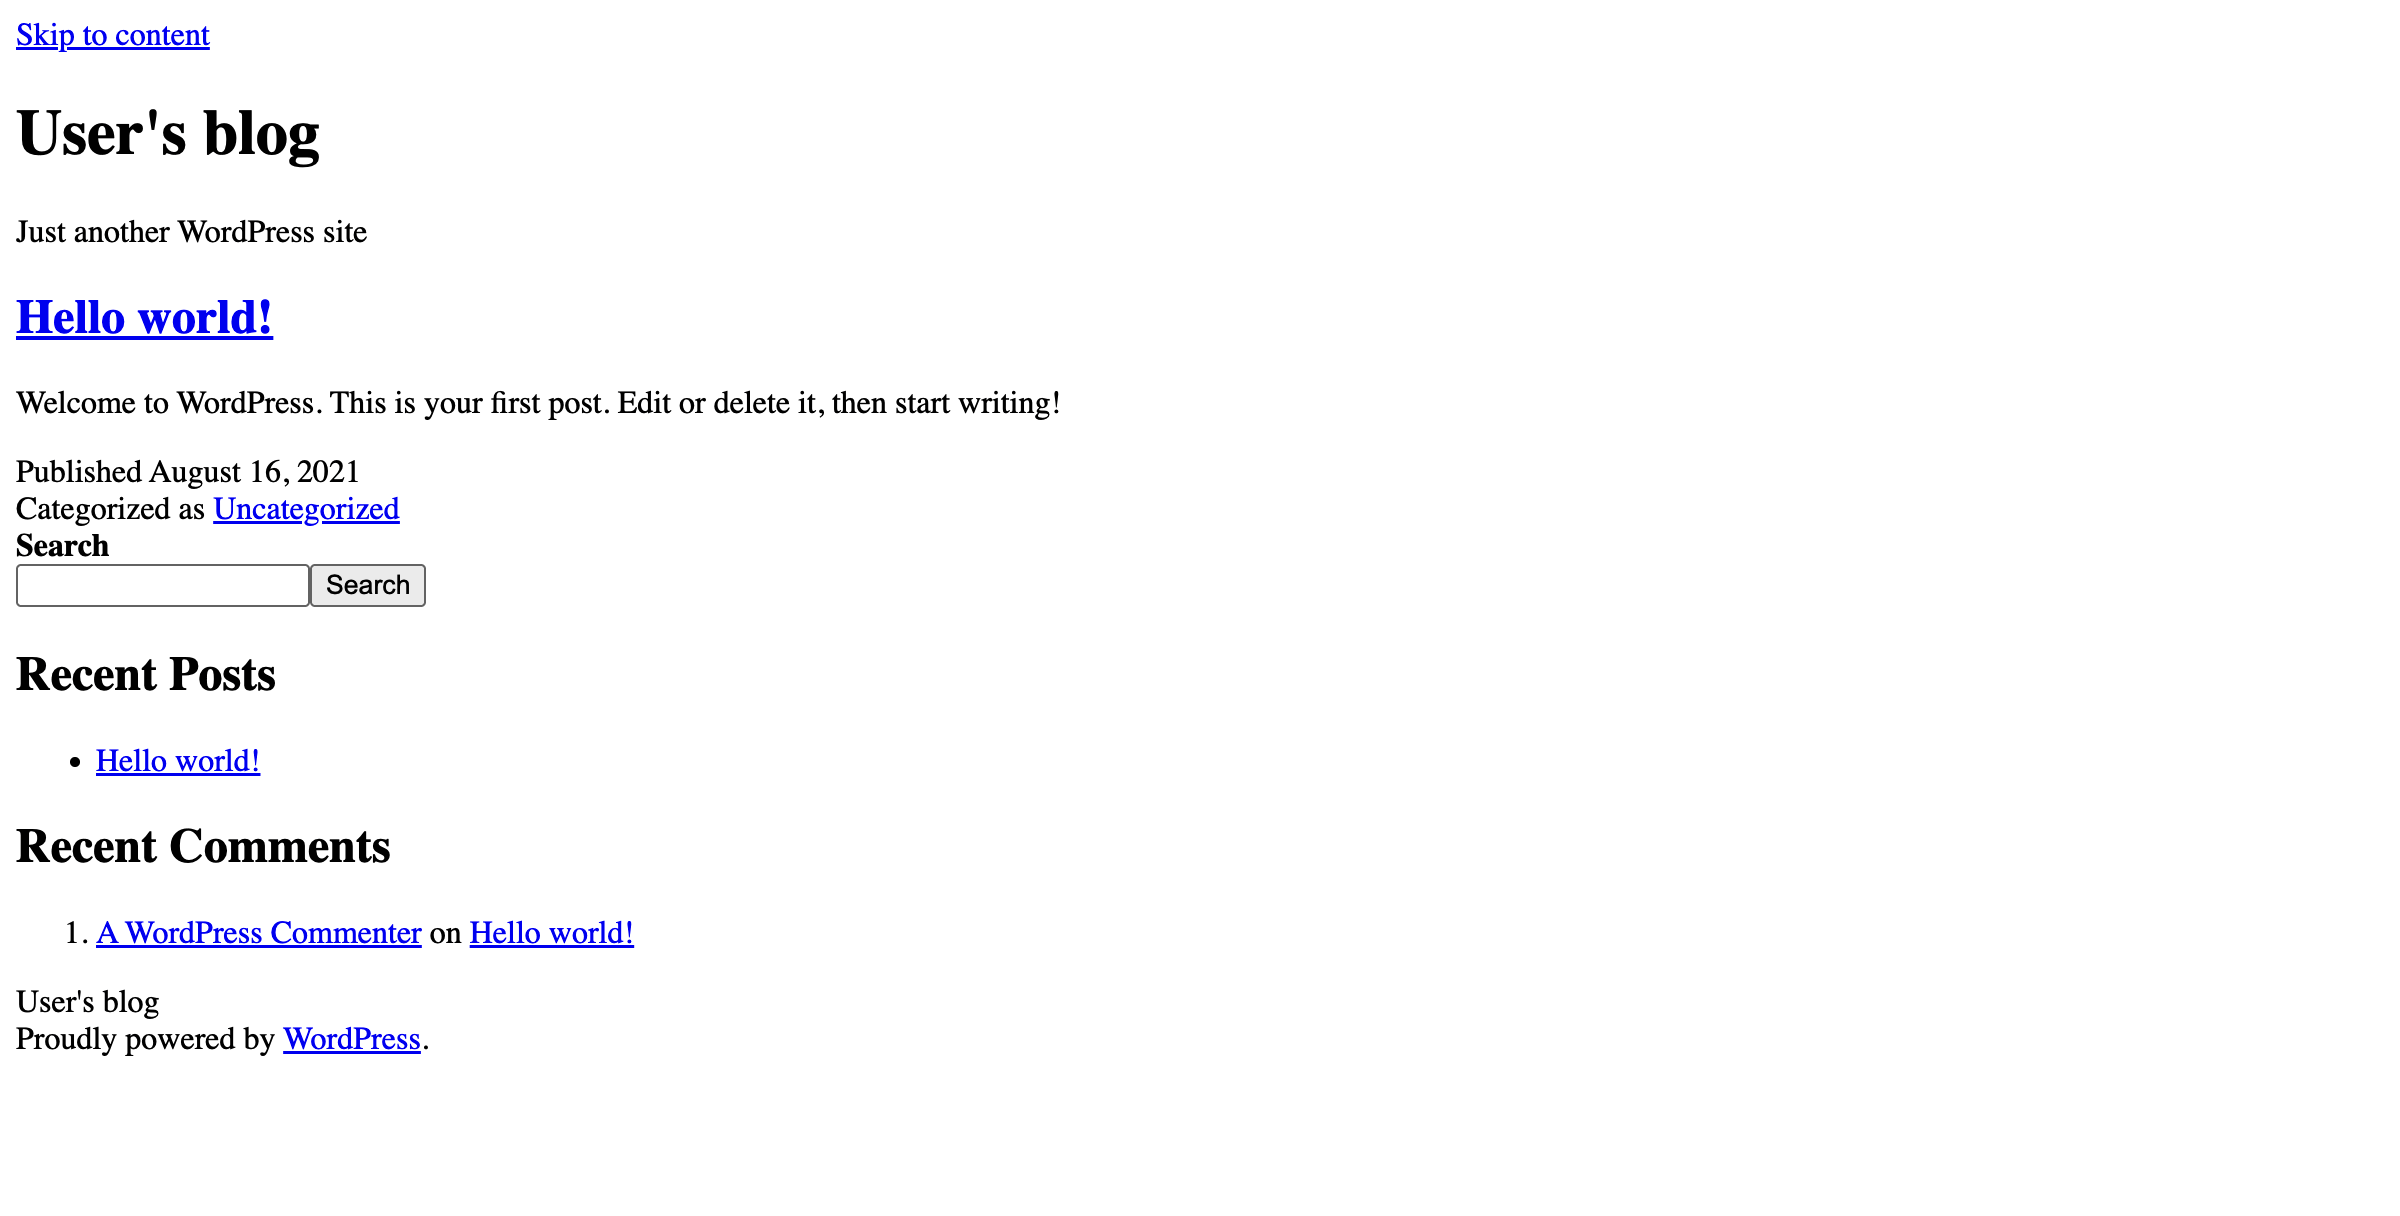 Skip to content
User's blog
Just another WordPress site
Hello world!
Welcome to WordPress. This is your first post. Edit or delete it, then start writing!
Published August 16, 2021
Categorized as Uncategorized
Search
Search
Recent Posts
Hello world!
Recent Comments
1. A WordPress Commenter on Hello world!
User's blog
Proudly powered by WordPress.